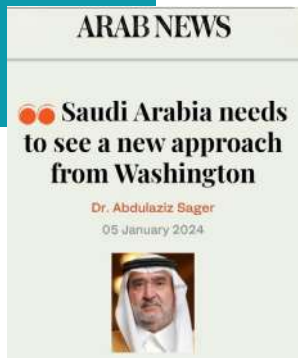 ARAB NEWS
Saudi Arabia needs
to see a new approach
from Washington
Dr. Abdulaziz Sager
05 January 2024